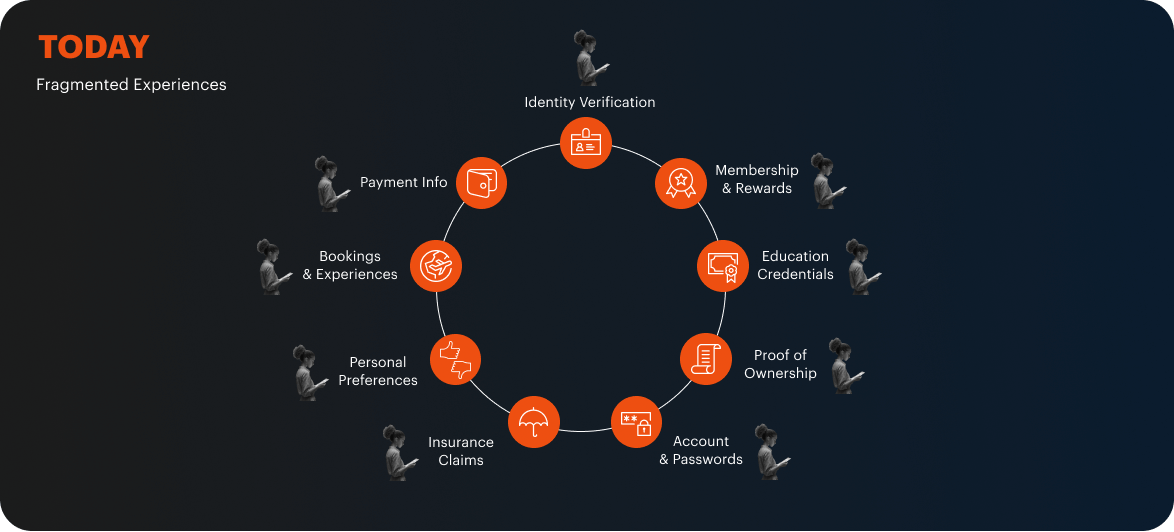 TODAY
Fragmented Experiences
Identity Verification
Membership
& Rewards
Education
Credentials
Proof of
Ownership
Account
& Passwords
Insurance
Claims
Personal
Preferences
Bookings
& Experiences
Payment Info
**